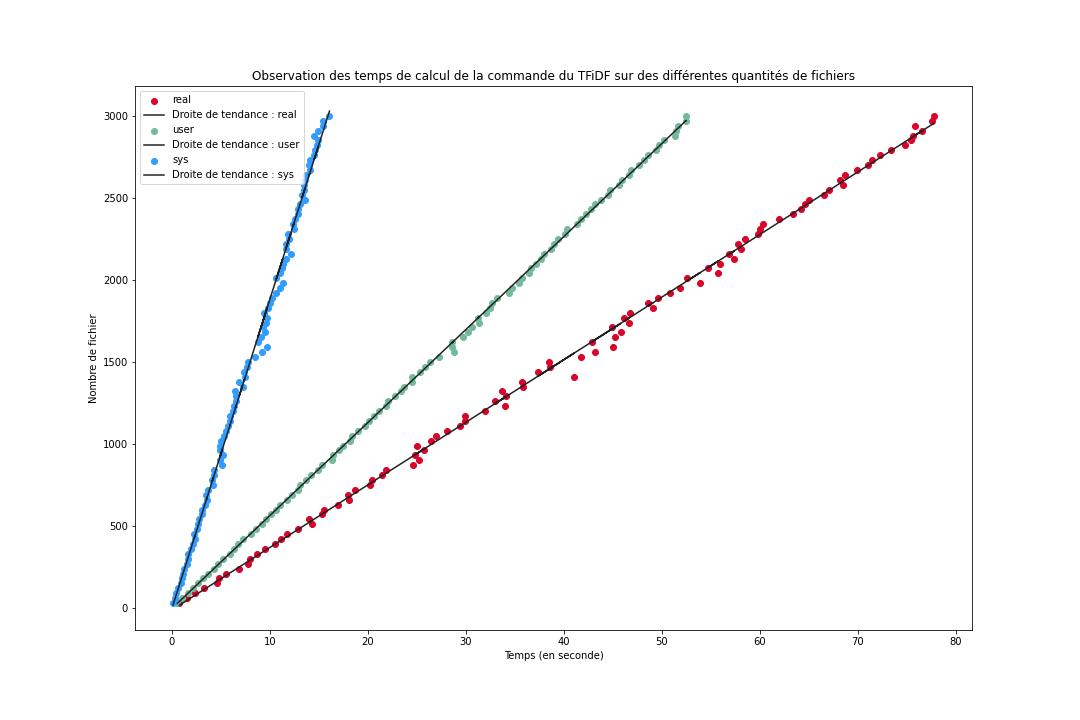 Observation des temps de calcul de la commande du TFiDF sur des différentes quantités de fichiers
real
Droite de tendance : real
user
Droite de tendance : user
sys
Droite de tendance : sys
Nombre de fichier
3000
2500
2000
1500
1000
500
0
0 10 20 30 40 50 60 70 80
Temps (en seconde)